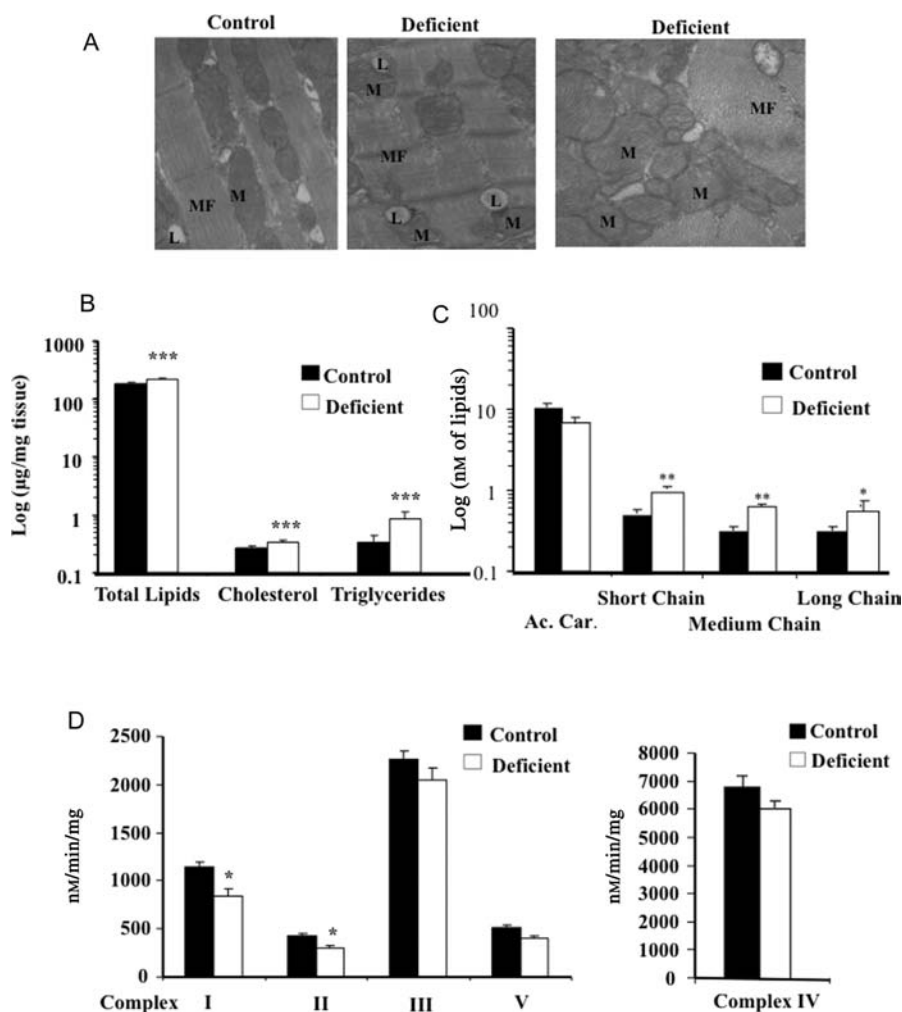 Control
Deficient
Deficient
A
L
M
MF
MF
L
M
L
L
M
M
MF
M
M
M
B
C
Log (µg/mg tissue)
1000
100
10
1
0.1
***
***
***
Control
Deficient
Total Lipids Cholesterol Triglycerides
Log (nM of lipids)
100
10
1
0.1
**
**
*
Control
Deficient
Short Chain Long Chain
Ac. Car. Medium Chain
D
nM/min/mg
2500
2000
1500
1000
500
0
*
*
Control
Deficient
Complex I II III V
nM/min/mg
8000
7000
6000
5000
4000
3000
2000
1000
0
Control
Deficient
Complex IV